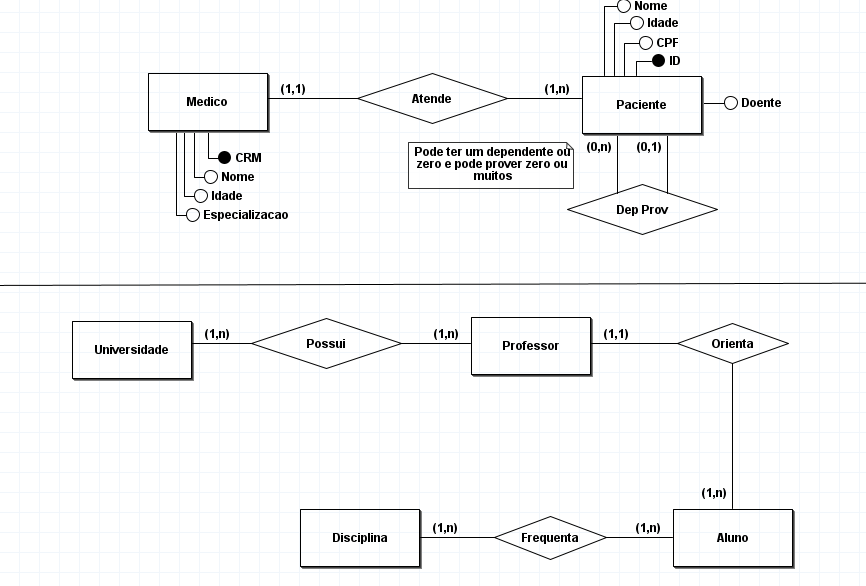 Nome
Idade
CPF
ID
Medico
(1,1)
Atende
(1,n)
Paciente
Doente
CRM
Nome
Idade
Especializacao
Pode ter um dependente ou
zero e pode prover zero ou
muitos
(0,n)
(0,1)
Dep Prov
Universidade
(1,n)
Possui
(1,n)
Professor
(1,1)
Orienta
(1,n)
Disciplina
(1,n)
Frequenta
(1,n)
Aluno